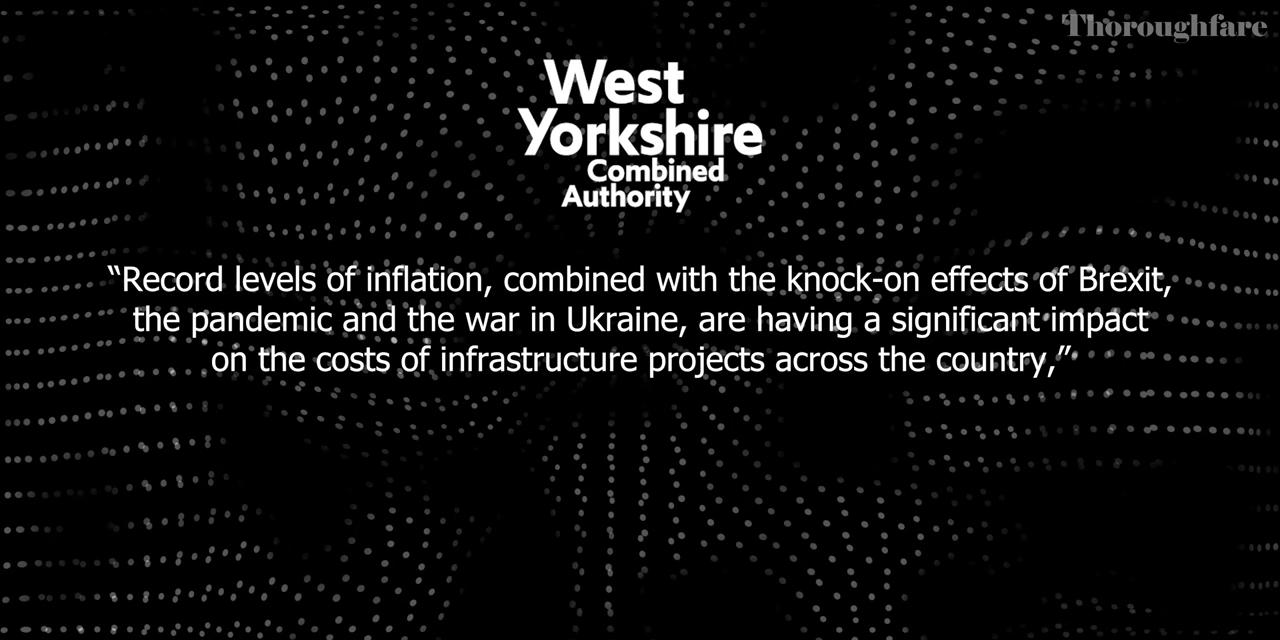 Thoroughfare
West
Yorkshire
Combined
Authority
“Record levels of inflation, combined with the knock-on effects of Brexit,
the pandemic and the war in Ukraine, are having a significant impact
on the costs of infrastructure projects across the country,”